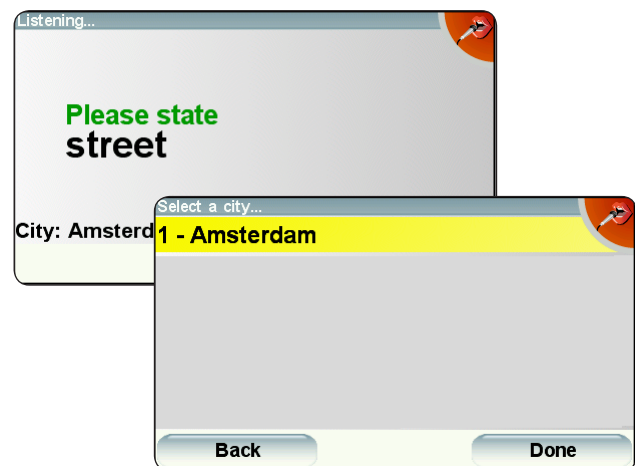 Listening...
Please state
street
City: Amsterd
Select a city...
1 - Amsterdam
Back
Done